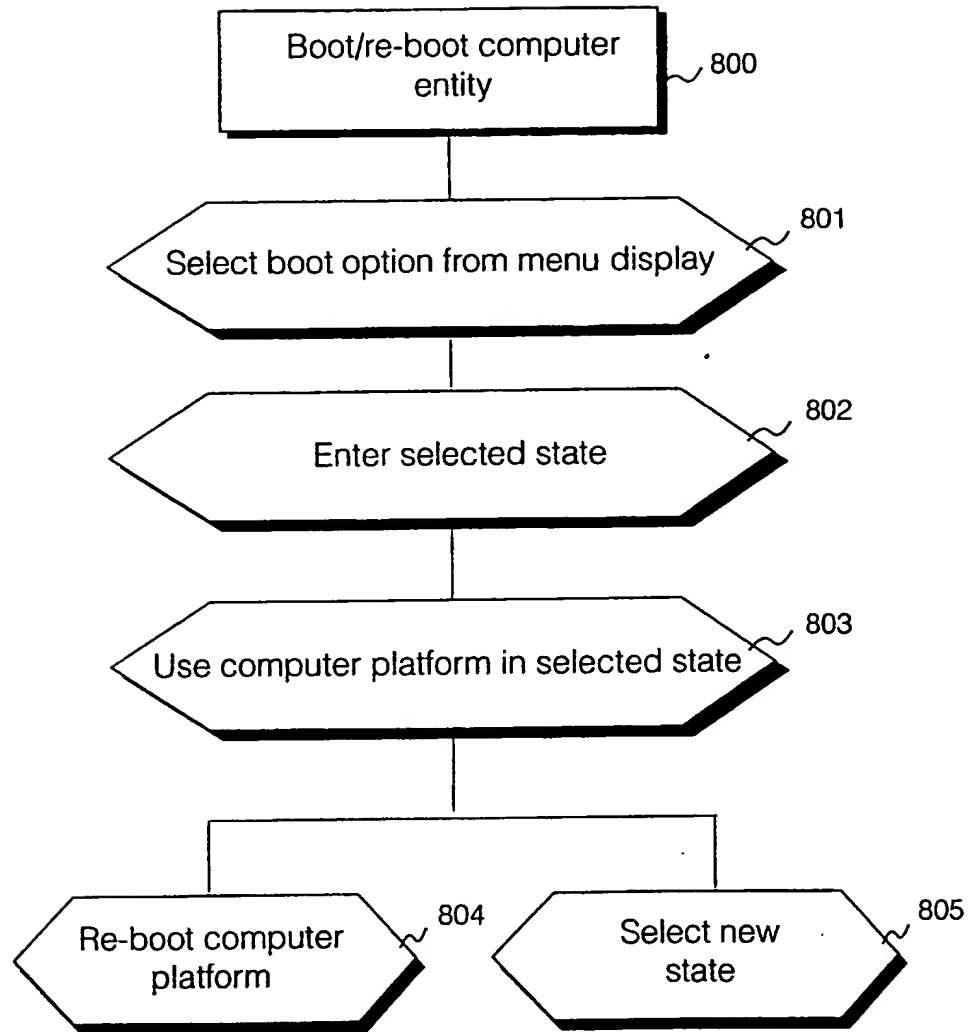 Boot/re-boot computer
entity
800
801
Select boot option from menu display
802
Enter selected state
803
Use computer platform in selected state
804
Re-boot computer
platform
805
Select new
state